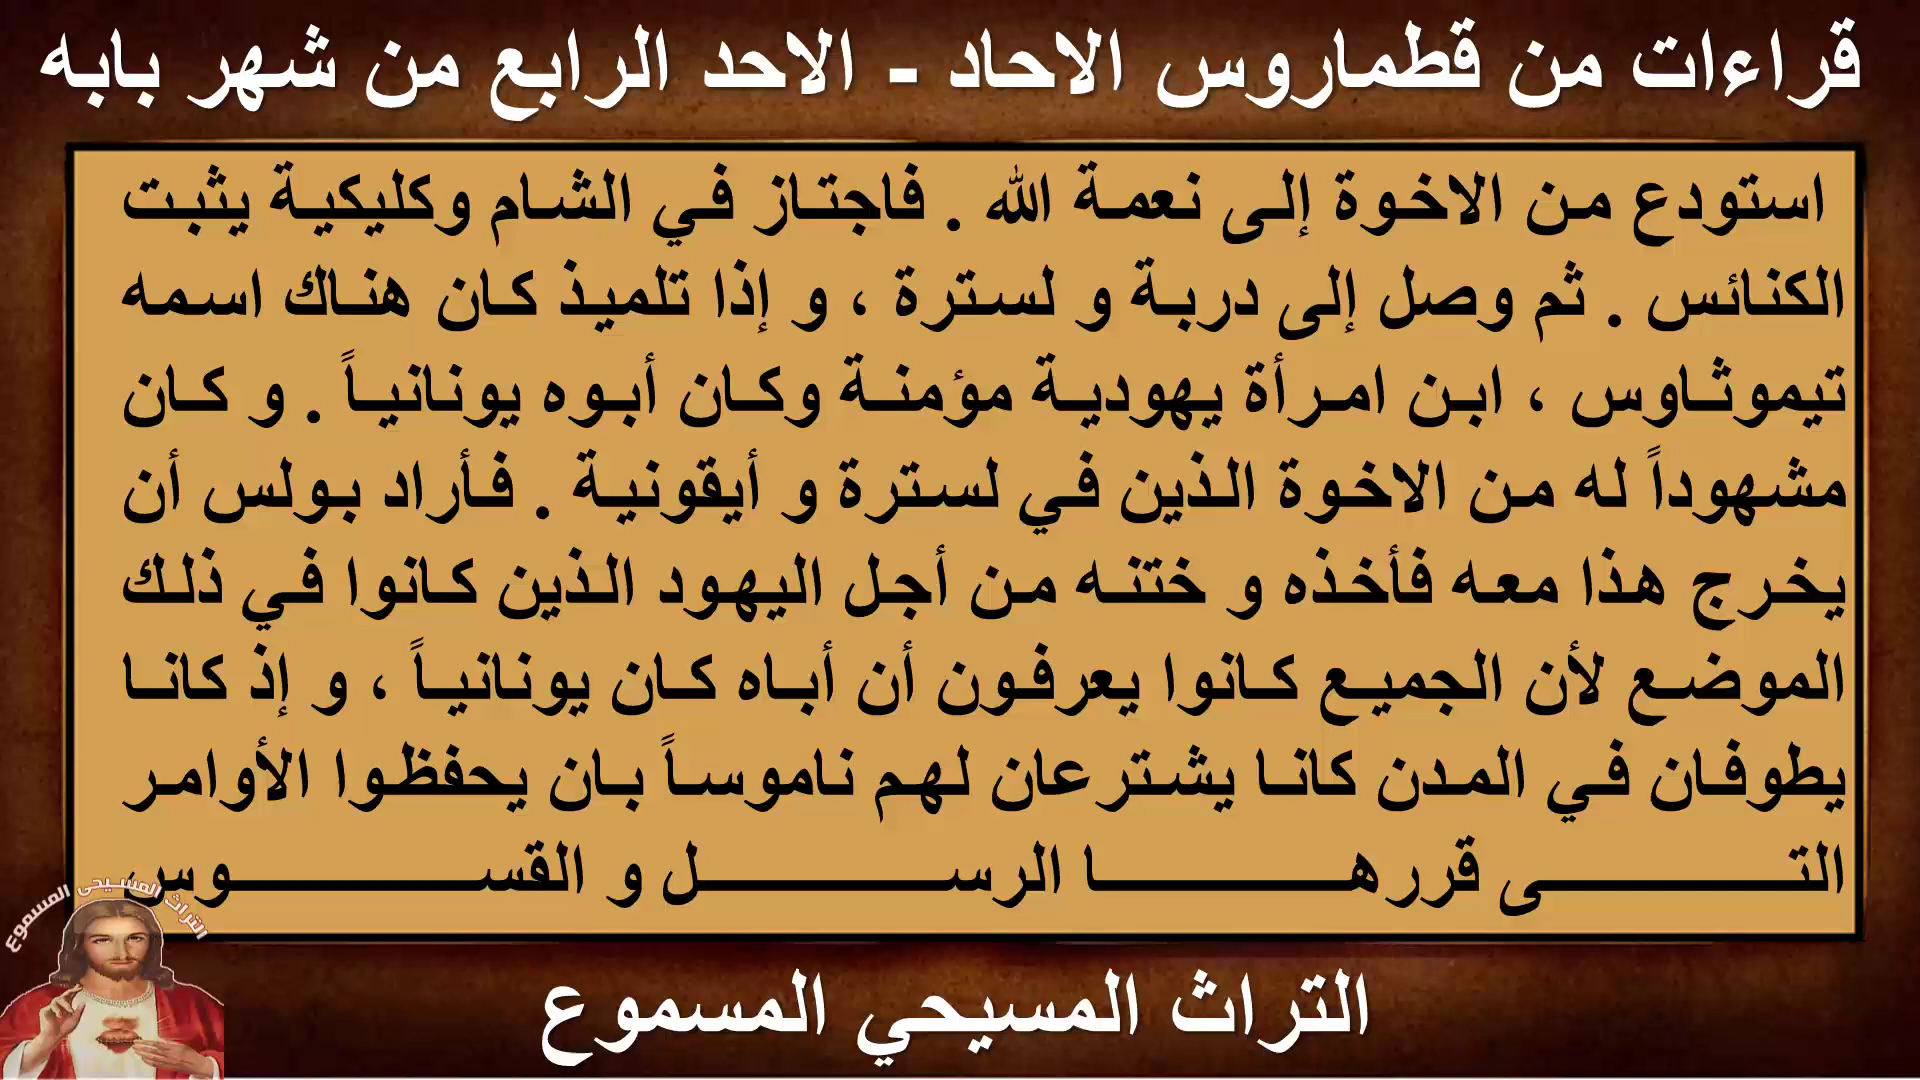 قراءات من قطماروس الاحاد - الاحد الرابع من شهر بابه
استودع من الاخوة إلى نعمة الله . فاجتاز في الشام وكليكية يثبت
الكنائس . ثم وصل إلى دربة و لسترة ، و إذا تلميذ كان هناك اسمه
تيموثاوس ، ابن امرأة يهودية مؤمنة وكان أبوه يونانياً . و كان
مشهوداً له من الاخوة الذين في لسترة و أيقونية . فأراد بولس أن
يخرج هذا معه فأخذه و ختنه من أجل اليهود الذين كانوا في ذلك
الموضع لأن الجميع كانوا يعرفون أن أباه كان يونانياً ، و إذ كانا
يطوفان في المدن كانا يشترعان لهم ناموساً بان يحفظوا الأوامر
التى قررها الرسل و القسوس
التراث المسيحى المسموع
التراث المسيحي المسموع